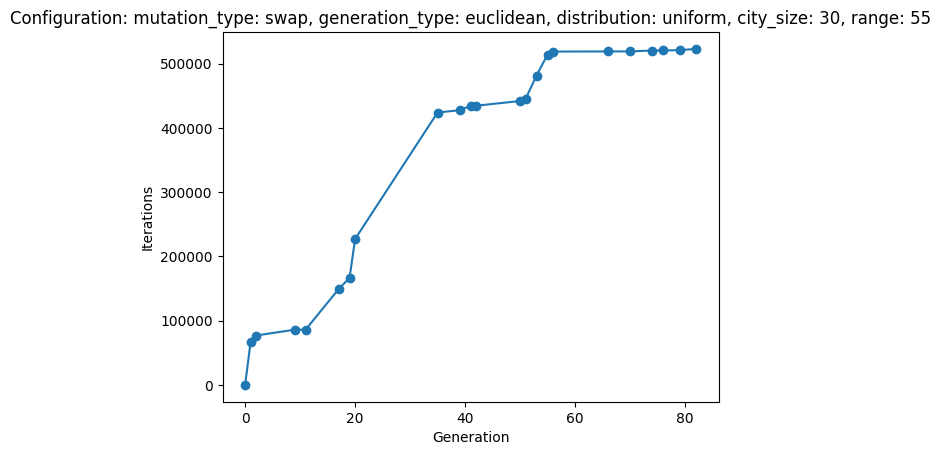 Configuration: mutation_type: swap, generation_type: euclidean, distribution: uniform, city_size: 30, range: 55
500000
400000
300000
200000
100000
0
Iterations
0 20 40 60 80
Generation